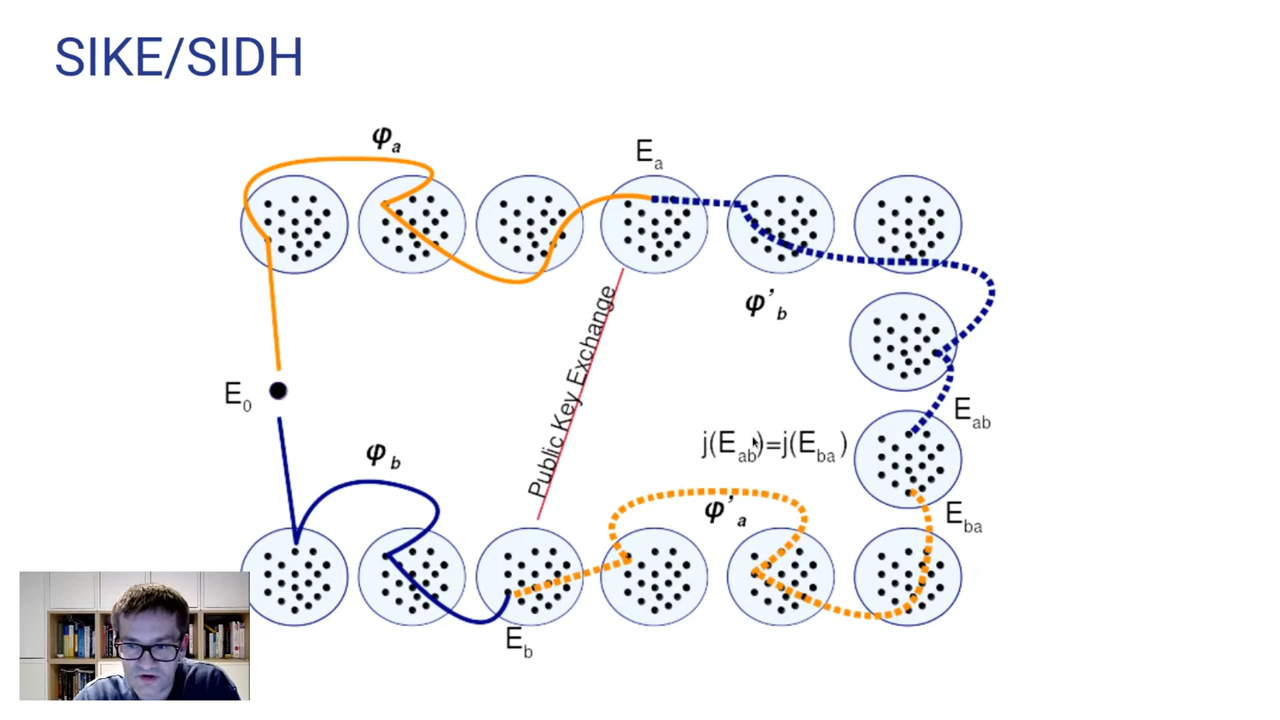 SIKE/SIDH
φa
Ea
φ'b
E0
Public Key Exchange
Eab
j(Eab)=j(Eba)
φb
φ'a
Eba
Eb